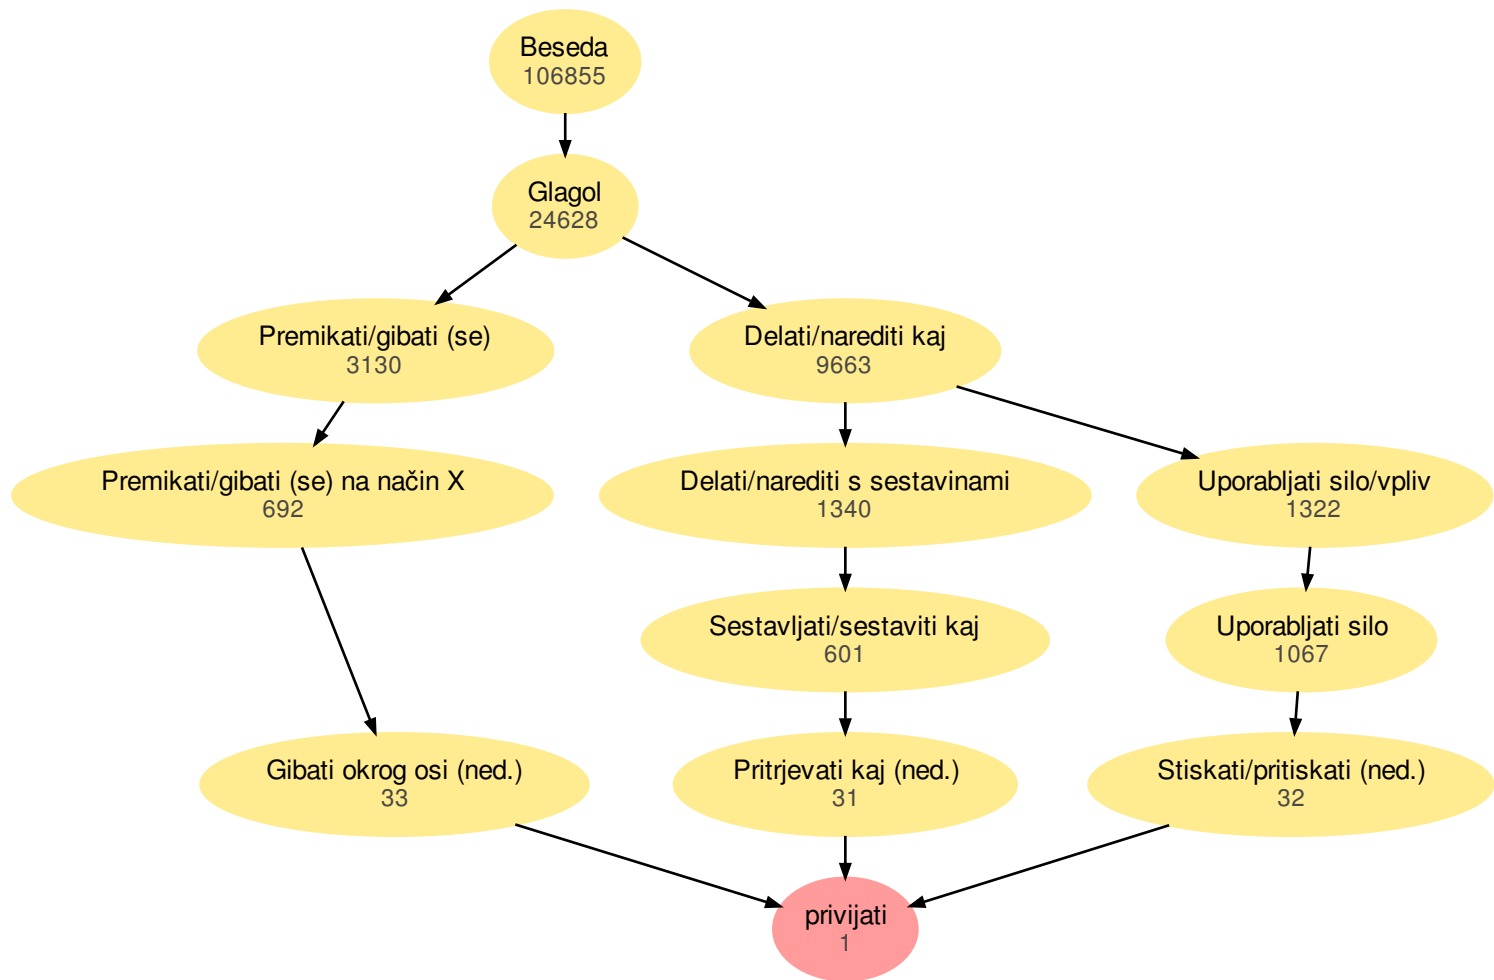 Beseda
106855
Glagol
24628
Premikati/gibati (se)
3130
Delati/narediti kaj
9663
Premikati/gibati (se) na način X
692
Delati/narediti s sestavinami
1340
Uporabljati silo/vpliv
1322
Sestavljati/sestaviti kaj
601
Uporabljati silo
1067
Gibati okrog osi (ned.)
33
Pritrjevati kaj (ned.)
31
Stiskati/pritiskati (ned.)
32
privijati
1